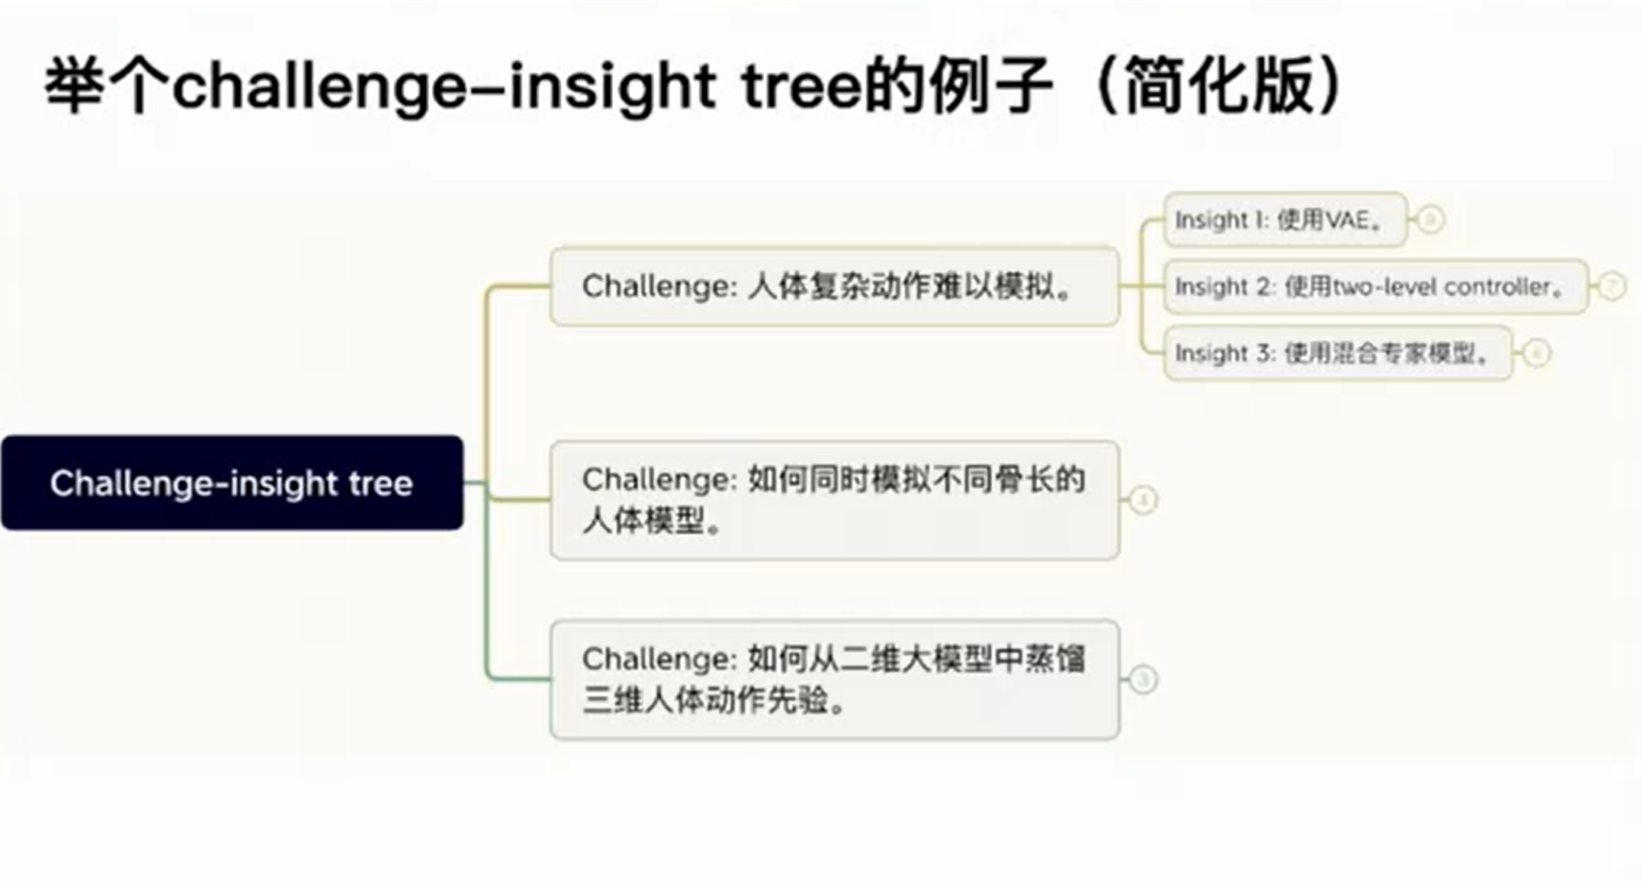 举个challenge-insight tree的例子（简化版）
Insight 1: 使用VAE。
Challenge: 人体复杂动作难以模拟。
Insight 2: 使用two-level controller。
Insight 3: 使用混合专家模型。
Challenge-insight tree
Challenge: 如何同时模拟不同骨长的
人体模型。
Challenge: 如何从二维大模型中蒸馏
三维人体动作先验。